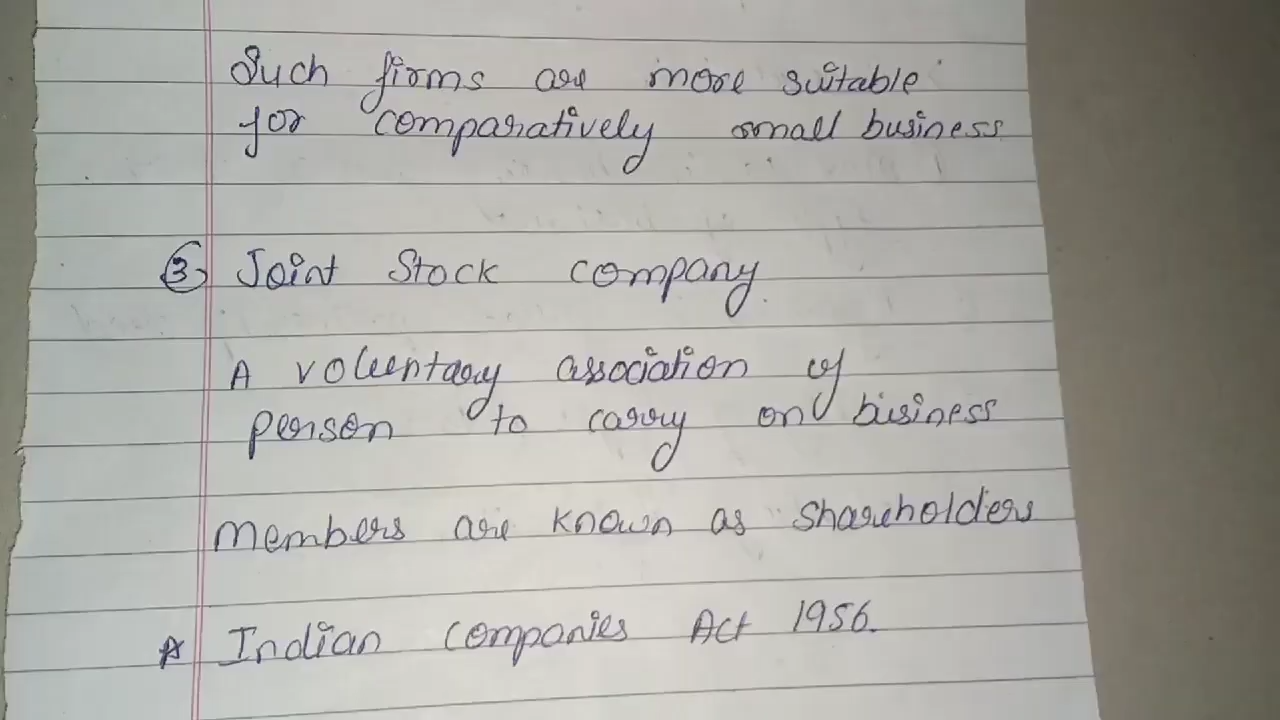 Such firms are more suitable
for comparatively small business
③ Joint Stock company
A voluntary association of
person to carry on business
Members are known as shareholders
☆ Indian Companies Act 1956.